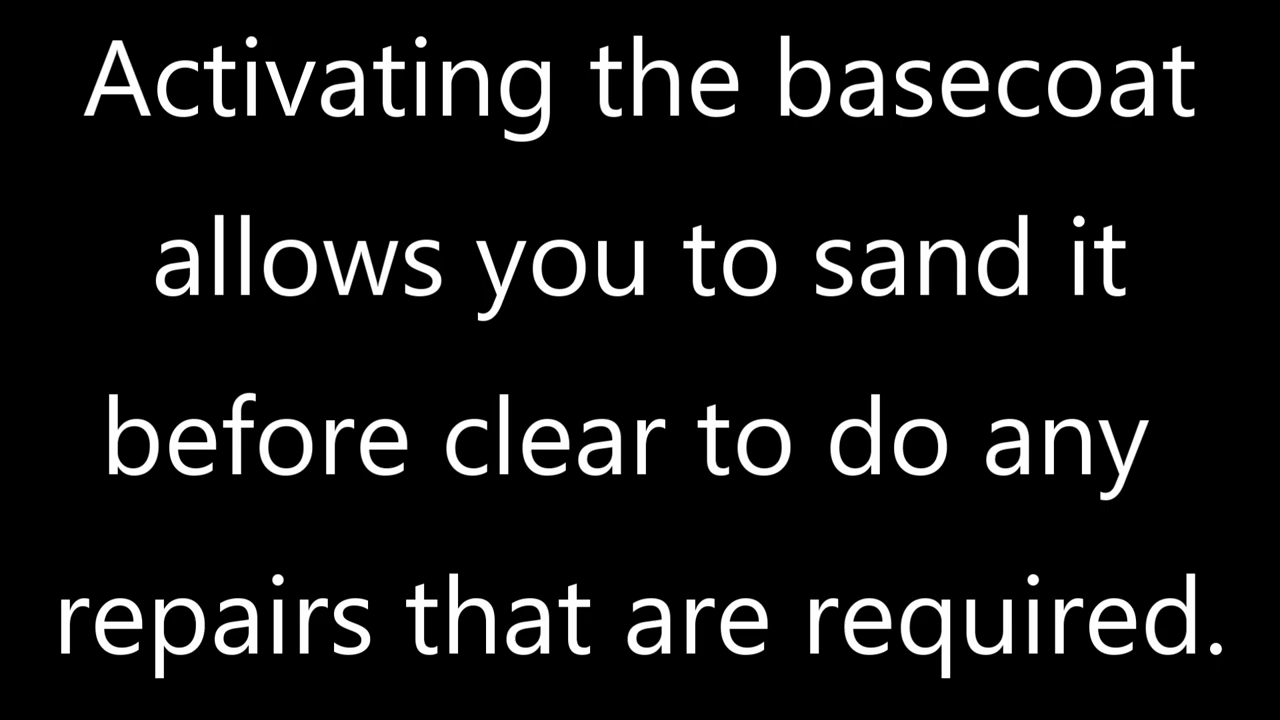 Activating the basecoat
allows you to sand it
before clear to do any
repairs that are required.